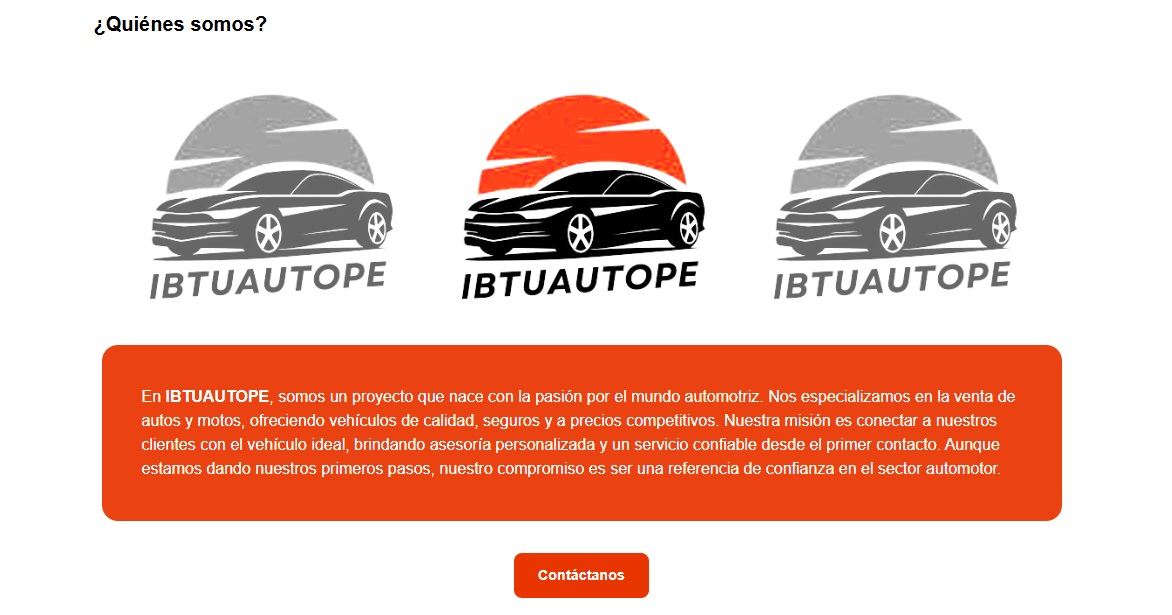 ¿Quiénes somos?
IBTUAUTOPE
IBTUAUTOPE
IBTUAUTOPE
En IBTUAUTOPE, somos un proyecto que nace con la pasión por el mundo automotriz. Nos especializamos en la venta de
autos y motos, ofreciendo vehículos de calidad, seguros y a precios competitivos. Nuestra misión es conectar a nuestros
clientes con el vehículo ideal, brindando asesoría personalizada y un servicio confiable desde el primer contacto. Aunque
estamos dando nuestros primeros pasos, nuestro compromiso es ser una referencia de confianza en el sector automotor.
Contáctanos